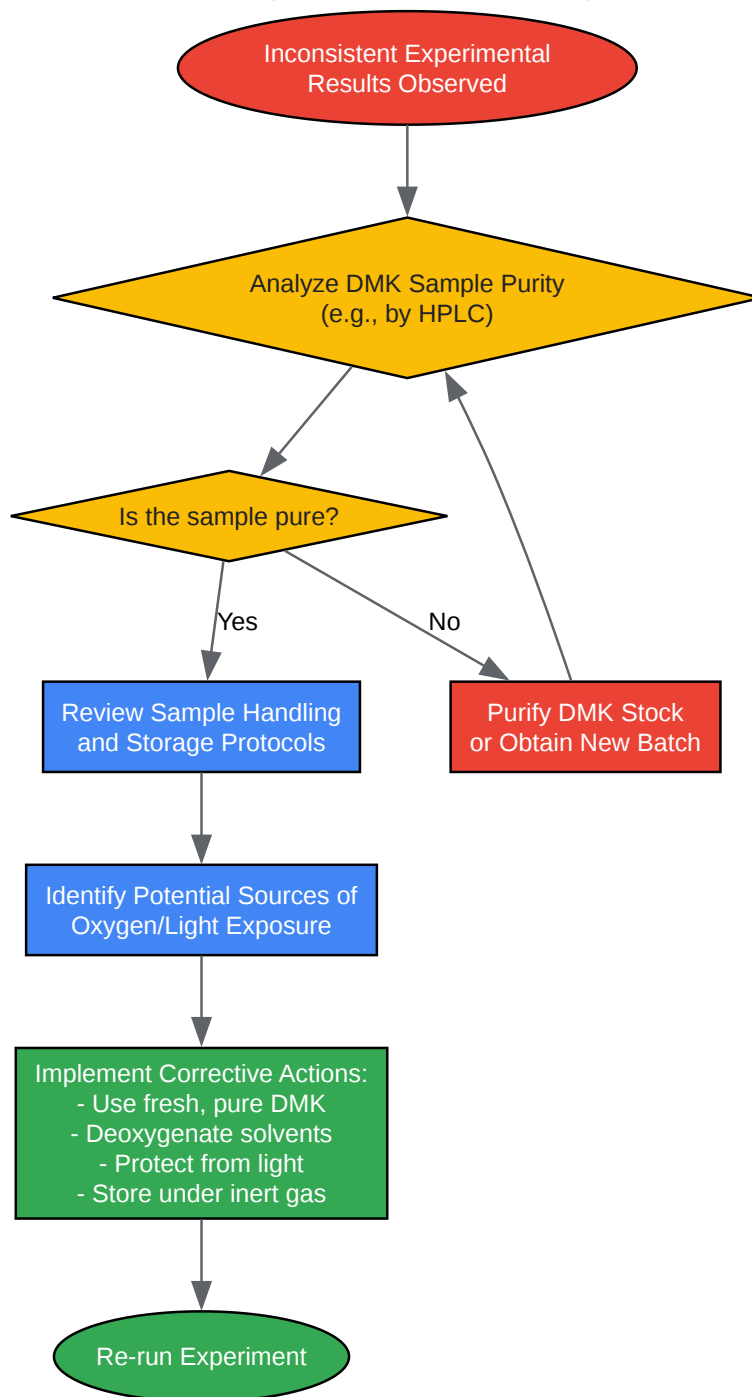 Inconsistent Experimental
Results Observed
Analyze DMK Sample Purity
(e.g., by HPLC)
Is the sample pure?
Yes
No
Review Sample Handling
and Storage Protocols
Purify DMK Stock
or Obtain New Batch
Identify Potential Sources of
Oxygen/Light Exposure
Implement Corrective Actions:
- Use fresh, pure DMK
- Deoxygenate solvents
- Protect from light
- Store under inert gas
Re-run Experiment